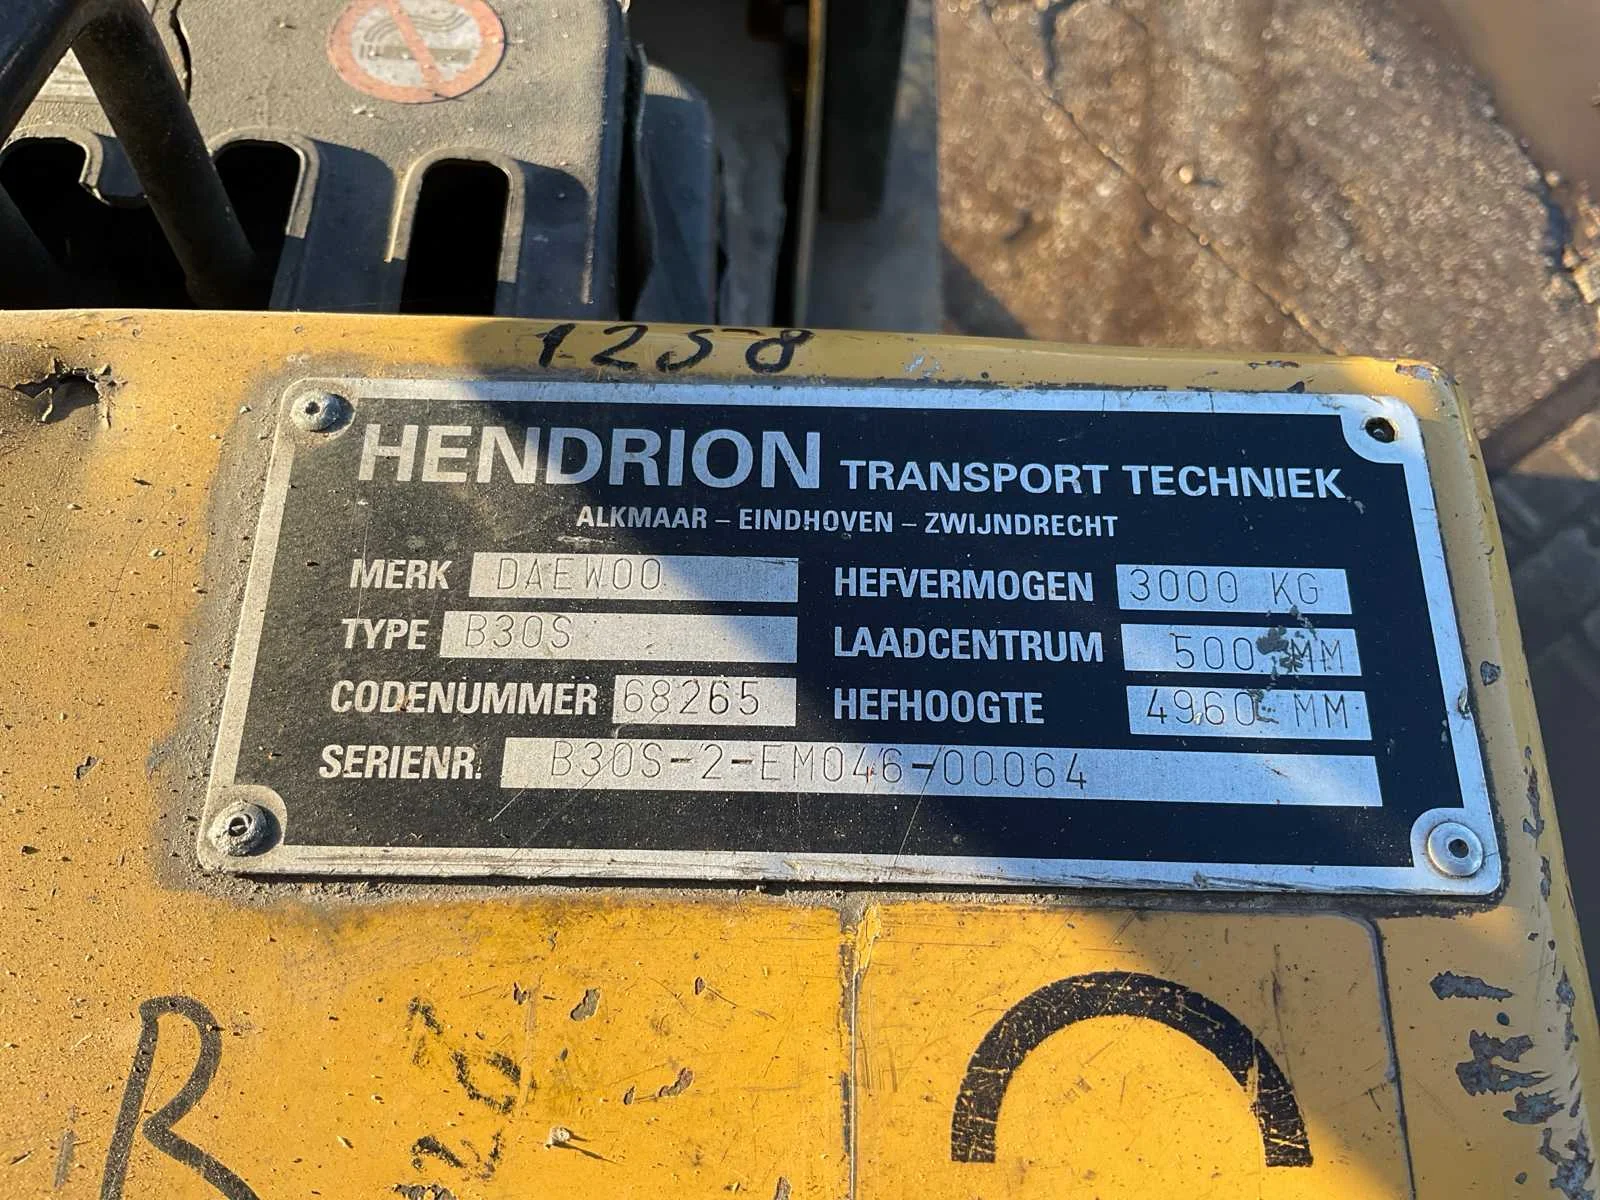 1258
HENDRION TRANSPORT TECHNIEK
ALKMAAR – EINDHOVEN – ZWIJNDRECHT
MERK DAEWOO
HEFVERMOGEN 3000 KG
TYPE B30S
LAADCENTRUM 500 MM
CODENUMMER 68265
HEFHOOGTE 4960 MM
SERIENR. B30S-2-EM046-00064
R